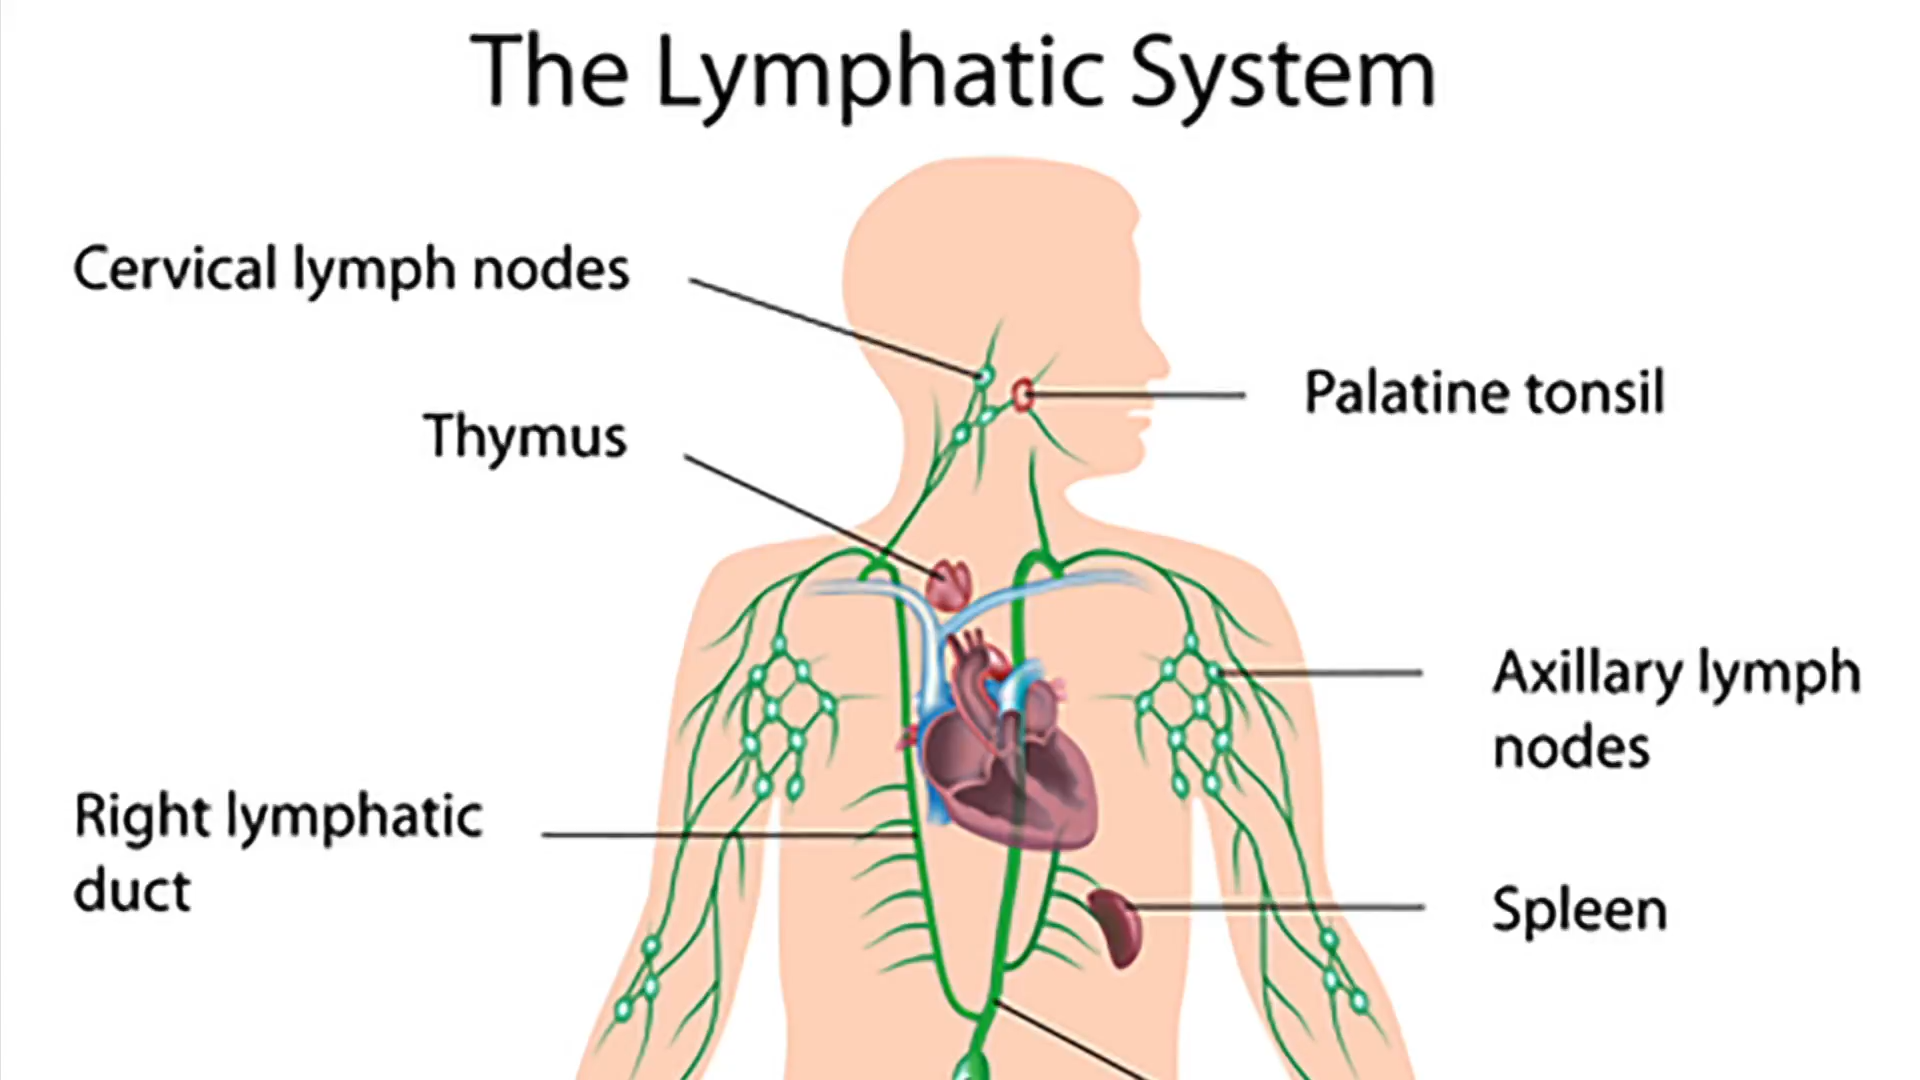 The Lymphatic System
Cervical lymph nodes
Palatine tonsil
Thymus
Axillary lymph
nodes
Right lymphatic
duct
Spleen